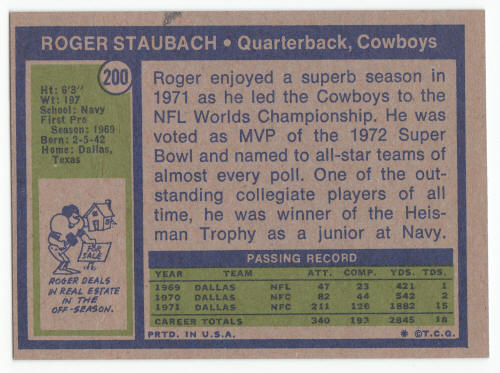 ROGER STAUBACH • Quarterback, Cowboys
200
Ht: 6'3"
Wt: 197
School: Navy
First Pro
Season: 1969
Born: 2-5-42
Home: Dallas,
Texas
FOR
SALE
ROGER DEALS
IN REAL ESTATE
IN THE
OFF-SEASON.
Roger enjoyed a superb season in
1971 as he led the Cowboys to the
NFL Worlds Championship. He was
voted as MVP of the 1972 Super
Bowl and named to all-star teams of
almost every poll. One of the out-
standing collegiate players of all
time, he was winner of the Heis-
man Trophy as a junior at Navy.
PASSING RECORD
YEAR TEAM ATT. COMP. YDS. TDS.
1969 DALLAS NFL 47 23 421 1
1970 DALLAS NFC 82 44 542 2
1971 DALLAS NFC 211 126 1882 15
CAREER TOTALS 340 193 2845 18
PRTD. IN U.S.A. * ©T.C.G.